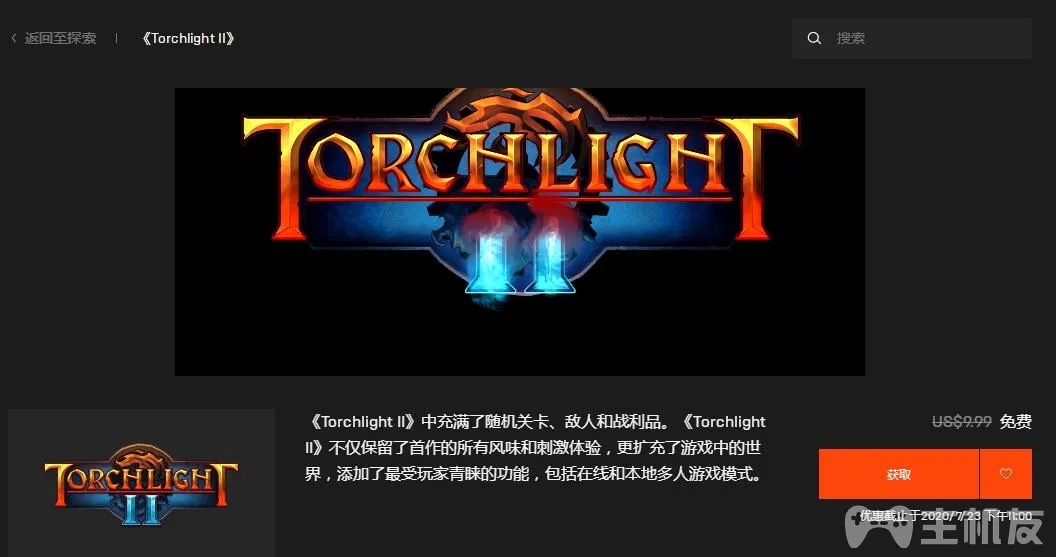 返回至探索
《Torchlight II》
搜索
TORCHLIGHT
II
TORCHLIGHT
II
《Torchlight II》中充满了随机关卡、敌人和战利品。《Torchlight
II》不仅保留了首作的所有风味和刺激体验，更扩充了游戏中的世
界，添加了最受玩家青睐的功能，包括在线和本地多人游戏模式。
US$9.99 免费
获取
优惠截止于2020/7/23 下午11:00
主机友